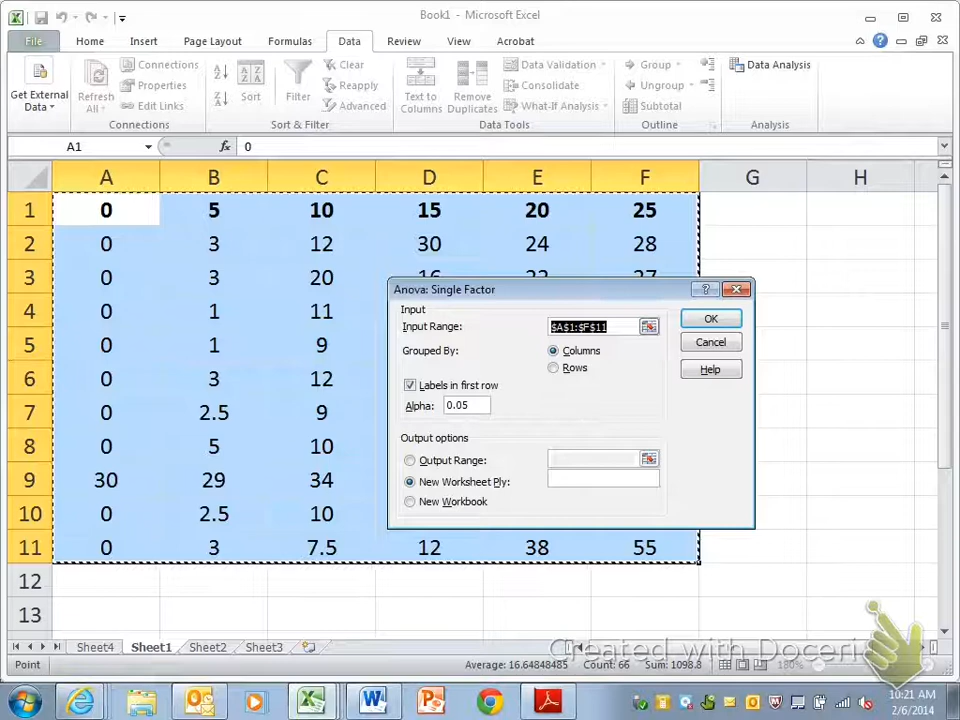 Book1 - Microsoft Excel
File Home Insert Page Layout Formulas Data Review View Acrobat
Get External Data
Refresh All
Connections
Properties
Edit Links
Connections
Sort
Filter
Clear
Reapply
Advanced
Sort & Filter
Text to Columns
Remove Duplicates
Data Validation
Consolidate
What-If Analysis
Data Tools
Group
Ungroup
Subtotal
Outline
Data Analysis
Analysis
A1 fx 0
A B C D E F G H
1 0 5 10 15 20 25
2 0 3 12 30 24 28
3 0 3 20
4 0 1 11
5 0 1 9
6 0 3 12
7 0 2.5 9
8 0 5 10
9 30 29 34
10 0 2.5 10
11 0 3 7.5 12 38 55
12
13
Anova: Single Factor
Input
Input Range: $A$1:$F$11
Grouped By: Columns
Rows
Labels in first row
Alpha: 0.05
Output options
Output Range:
New Worksheet Ply:
New Workbook
OK
Cancel
Help
Sheet4 Sheet1 Sheet2 Sheet3
Created with Doceri
Point Average: 16.64848485 Count: 66 Sum: 1098.8 180%
10:21 AM
2/6/2014